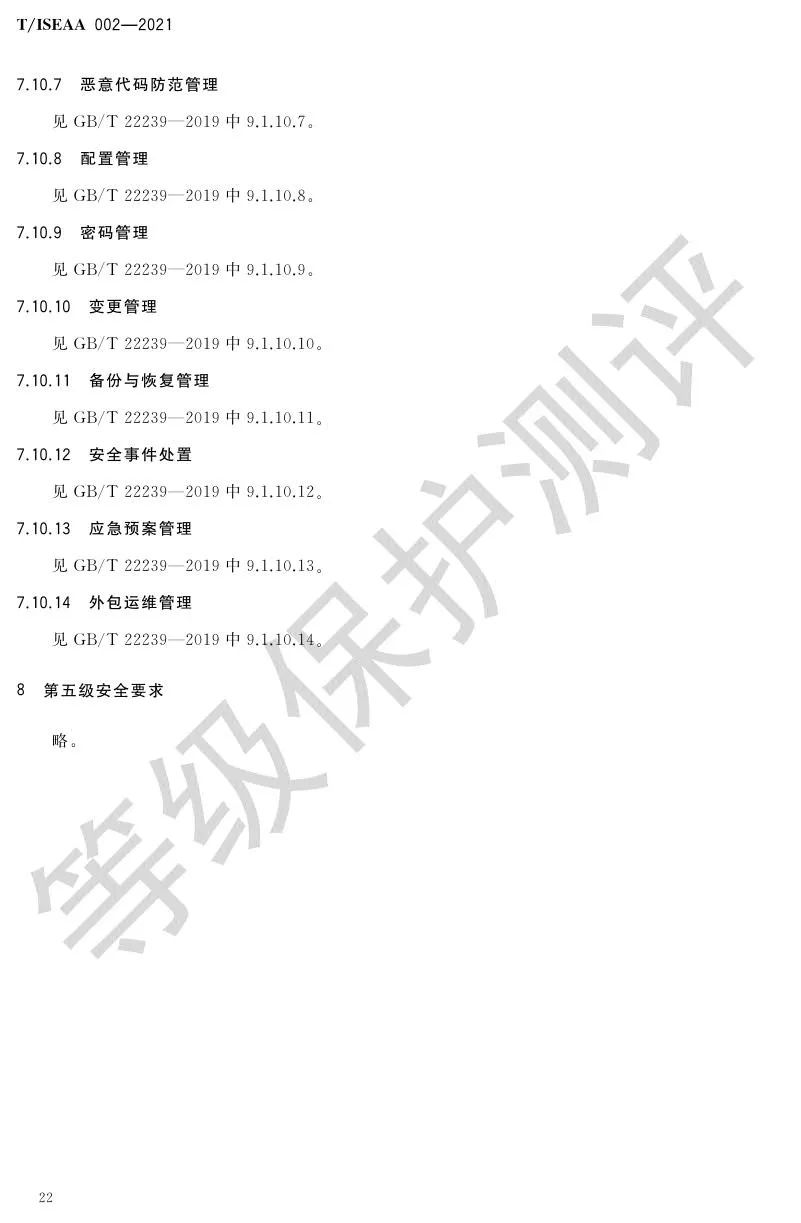 T/ISEAA 002—2021
7.10.7 恶意代码防范管理
见 GB/T 22239—2019 中 9.1.10.7。
7.10.8 配置管理
见 GB/T 22239—2019 中 9.1.10.8。
7.10.9 密码管理
见 GB/T 22239—2019 中 9.1.10.9。
7.10.10 变更管理
见 GB/T 22239—2019 中 9.1.10.10。
7.10.11 备份与恢复管理
见 GB/T 22239—2019 中 9.1.10.11。
7.10.12 安全事件处置
见 GB/T 22239—2019 中 9.1.10.12。
7.10.13 应急预案管理
见 GB/T 22239—2019 中 9.1.10.13。
7.10.14 外包运维管理
见 GB/T 22239—2019 中 9.1.10.14。
8 第五级安全要求
略。
等级保护测评
22